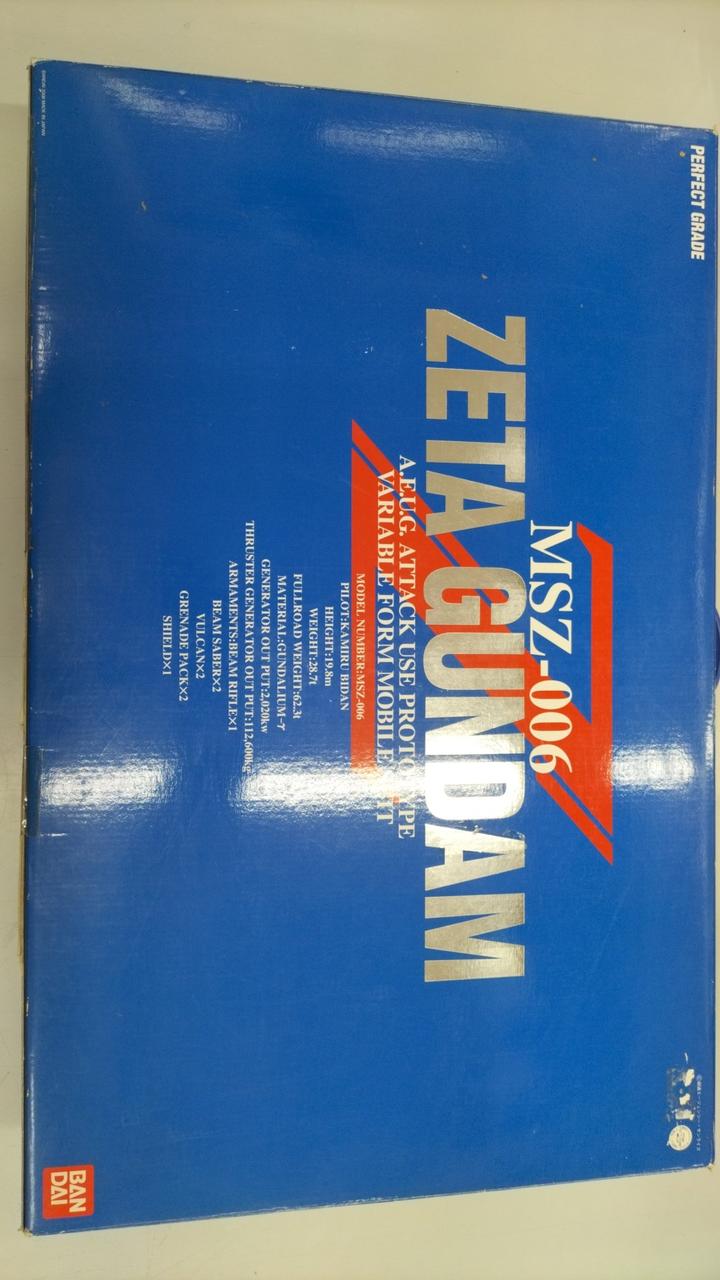 PERFECT GRADE
MSZ-006
ZETA GUNDAM
A.E.U.G. ATTACK USE PROTOTYPE
VARIABLE FORM MOBILE SUIT
MODEL NUMBER:MSZ-006
PILOT:KAMIRU BIDAN
HEIGHT:19.8m
WEIGHT:28.7t
FULLROAD WEIGHT:62.3t
MATERIAL:GUNDALIUM-γ
GENERATOR OUT PUT:2,020kw
THRUSTER GENERATOR OUT PUT:112,600kg
ARMAMENTS:BEAM RIFLE×1
BEAM SABER×2
VULCAN×2
GRENADE PACK×2
SHIELD×1
BAN
DAI